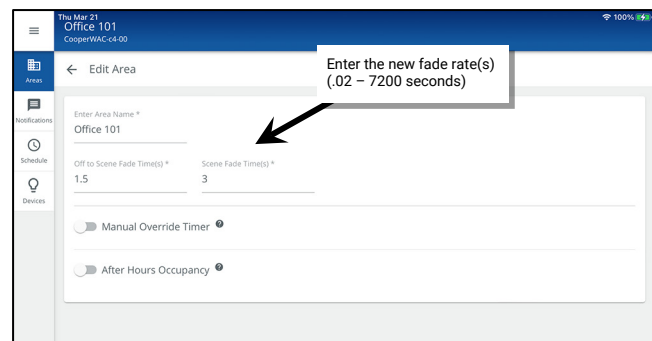 Thu Mar 21
Office 101
CooperWAC-c4-00
100%
Areas
Edit Area
Enter the new fade rate(s)
(.02 – 7200 seconds)
Notifications
Schedule
Devices
Enter Area Name *
Office 101
Off to Scene Fade Time(s) * Scene Fade Time(s) *
1.5 3
Manual Override Timer ?
After Hours Occupancy ?